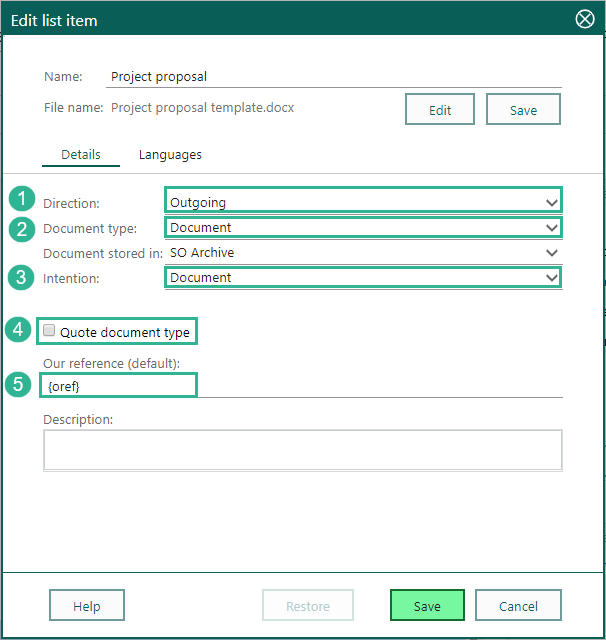 Edit list item
Name: Project proposal
File name: Project proposal template.docx Edit Save
Details Languages
1 Direction: Outgoing
2 Document type: Document
Document stored in: SO Archive
3 Intention: Document
4 Quote document type
Our reference (default):
5 {oref}
Description:
Help Restore Save Cancel